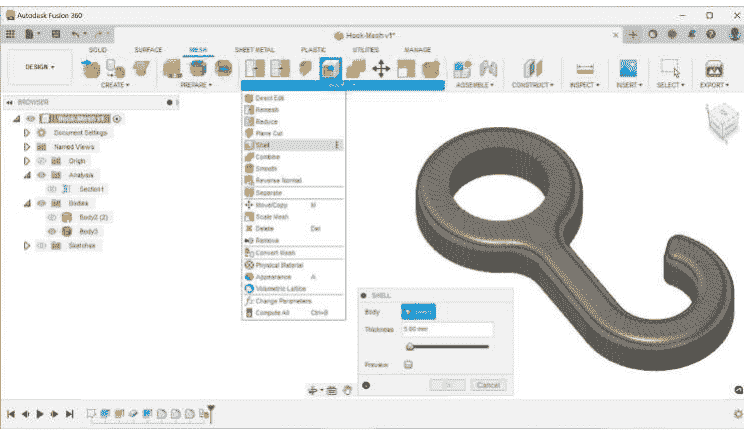 Autodesk Fusion 360
Hook-Mesh v1*
SOLID SURFACE MESH SHEET METAL PLASTIC UTILITIES MANAGE
DESIGN
CREATE PREPARE ASSEMBLE CONSTRUCT INSPECT INSERT SELECT EXPORT
BROWSER
Hook-Mesh v1
Document Settings
Named Views
Origin
Analysis
Section1
Bodies
Body2 (2)
Body3
Sketches
Direct Edit
Remesh
Reduce
Plane Cut
Shell
Combine
Smooth
Reverse Normal
Separate
Move/Copy M
Scale Mesh
Delete Del
Remove
Convert Mesh
Physical Material
Appearance A
Volumetric Lattice
Change Parameters
Compute All Ctrl+B
SHELL
Body
Thickness 5.00 mm
Preview
Cancel